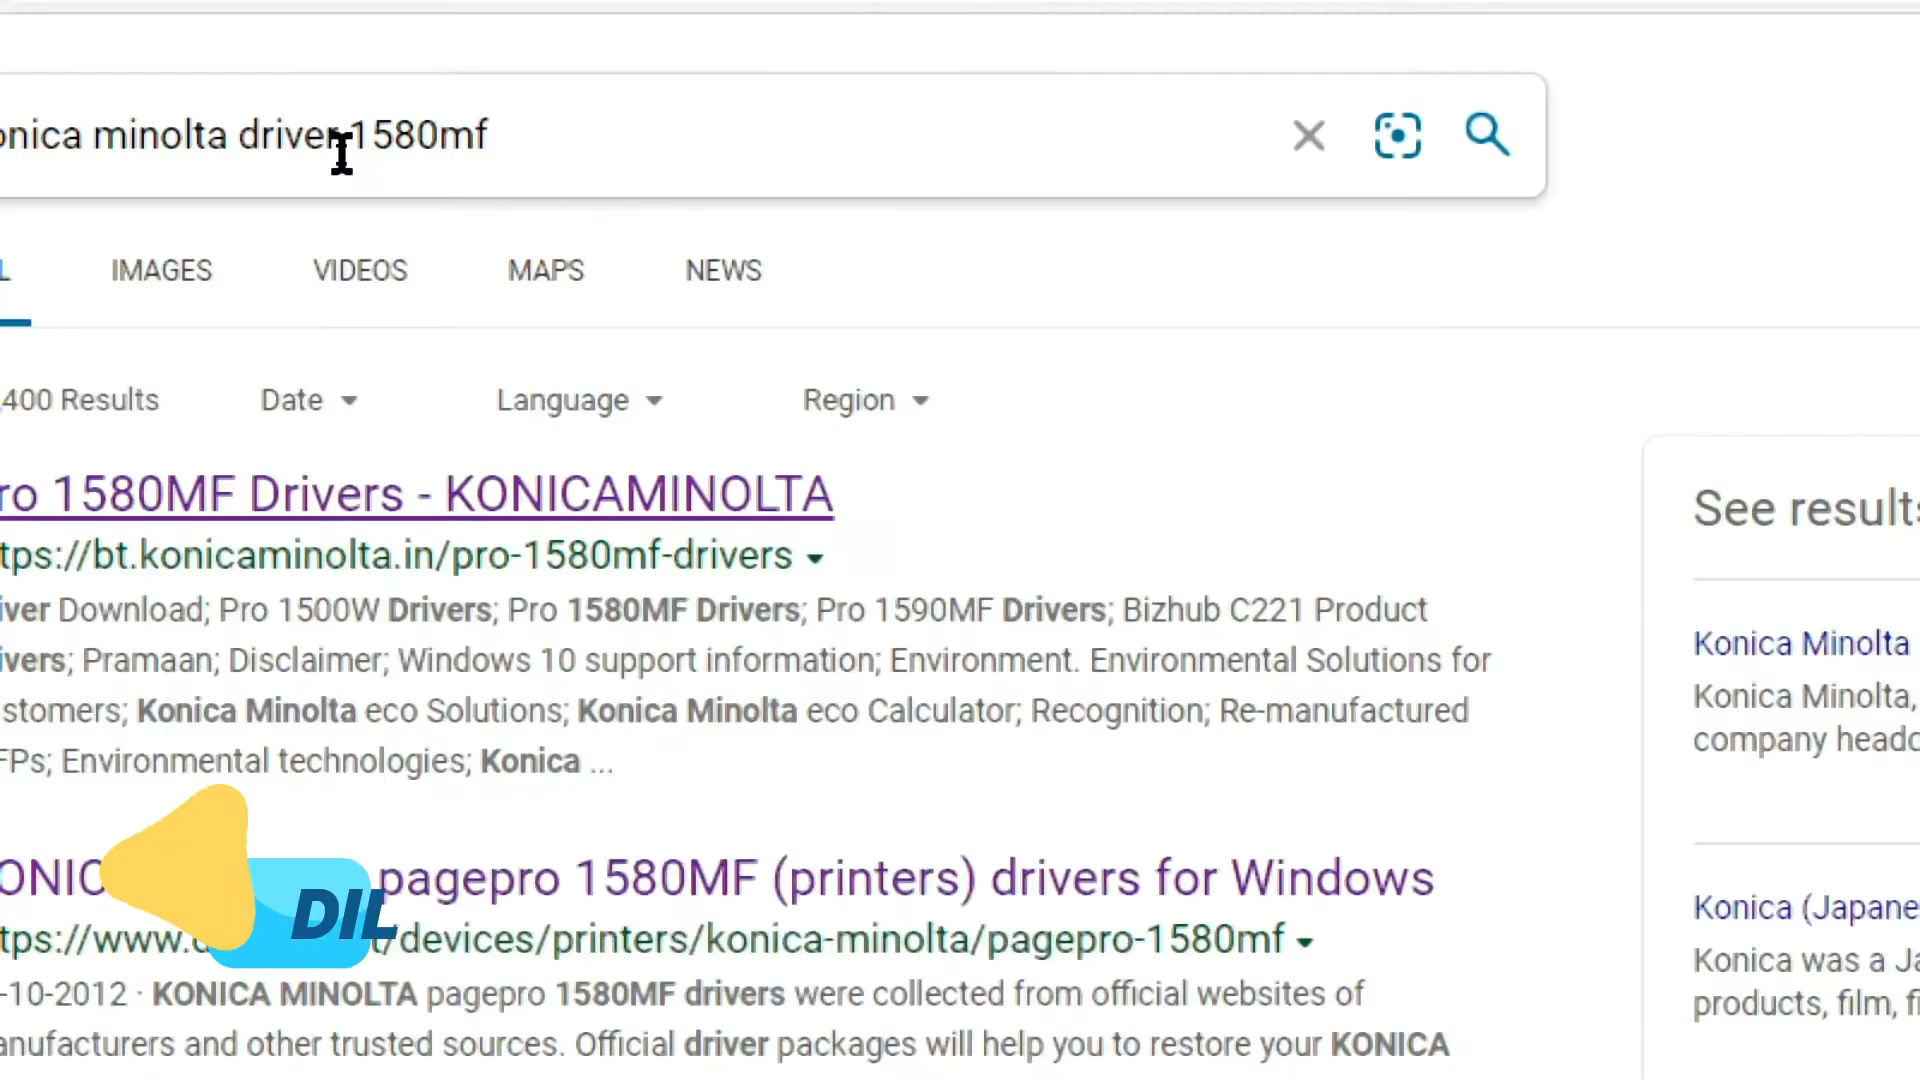 onica minolta driver 1580mf
L IMAGES VIDEOS MAPS NEWS
,400 Results Date Language Region
ro 1580MF Drivers - KONICAMINOLTA
tps://bt.konicaminolta.in/pro-1580mf-drivers
iver Download; Pro 1500W Drivers; Pro 1580MF Drivers; Pro 1590MF Drivers; Bizhub C221 Product
ivers; Pramaan; Disclaimer; Windows 10 support information; Environment. Environmental Solutions for
stomers; Konica Minolta eco Solutions; Konica Minolta eco Calculator; Recognition; Re-manufactured
FPs; Environmental technologies; Konica ...
ONIC pagepro 1580MF (printers) drivers for Windows
DIL
tps://www.d t/devices/printers/konica-minolta/pagepro-1580mf
-10-2012 · KONICA MINOLTA pagepro 1580MF drivers were collected from official websites of
anufacturers and other trusted sources. Official driver packages will help you to restore your KONICA
See results
Konica Minolta
Konica Minolta,
company headq
Konica (Japane
Konica was a Ja
products, film, fi